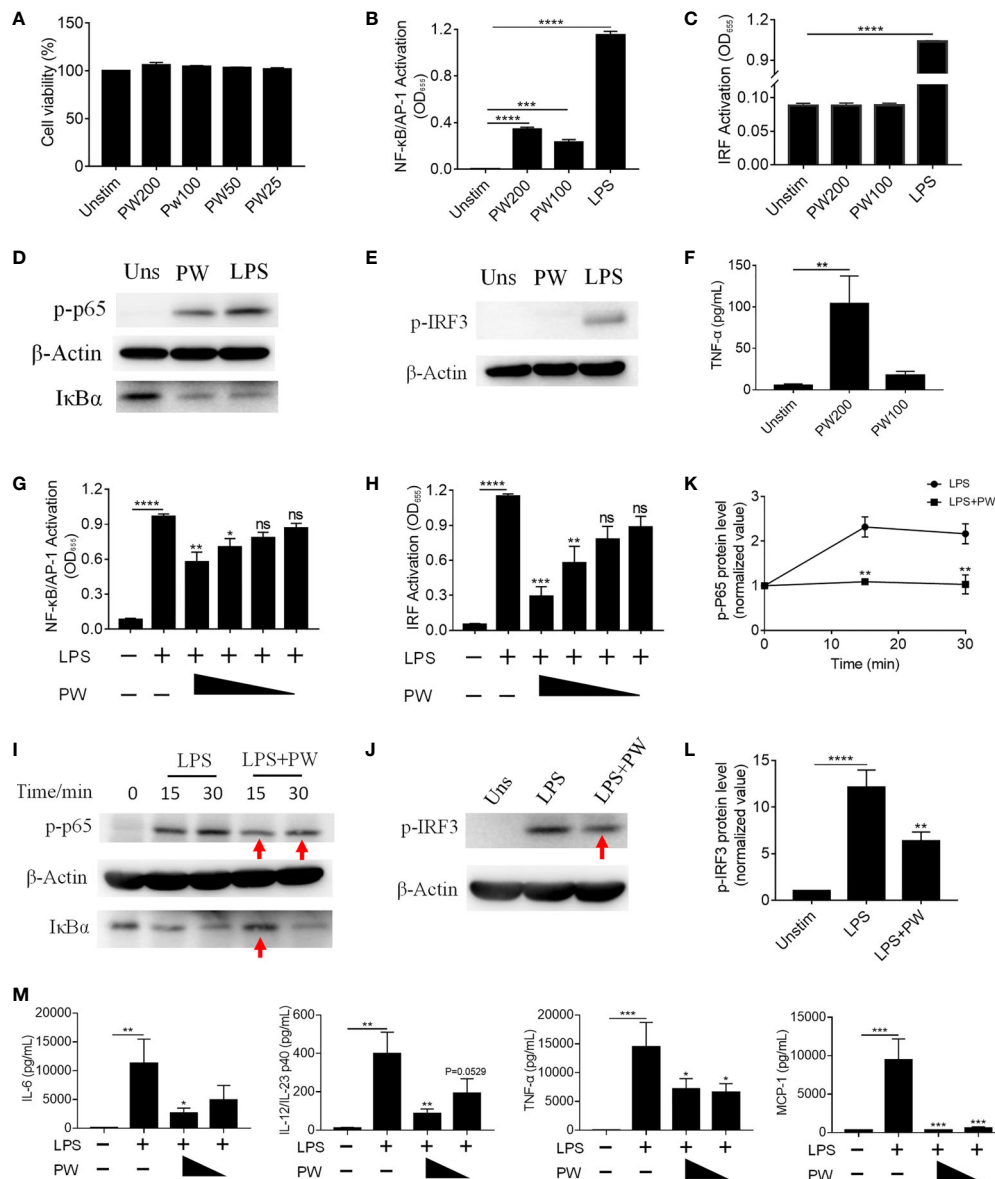 A
Cell viability (%)
150
100
50
0
Unstim
PW200
Pw100
PW50
PW25
B
NF-κB/AP-1 Activation
(OD₆₅₅)
1.2
0.9
0.6
0.3
0.0
****
***
****
Unstim
PW200
PW100
LPS
C
IRF Activation (OD₆₅₅)
1.0
0.5
0.10
0.05
0.00
****
Unstim
PW200
PW100
LPS
D
Uns PW LPS
p-p65
β-Actin
IκBα
E
Uns PW LPS
p-IRF3
β-Actin
F
TNF-α (pg/mL)
150
100
50
0
**
Unstim
PW200
PW100
G
NF-κB/AP-1 Activation
(OD₆₅₅)
1.2
0.9
0.6
0.3
0.0
**** ** * ns ns
LPS – + + + + +
PW – –
H
IRF Activation (OD₆₅₅)
1.2
0.9
0.6
0.3
0.0
**** *** ** ns ns
LPS – + + + + +
PW – –
K
p-P65 protein level
(normalized value)
LPS
LPS+PW
3
2
1
0
** **
0 10 20 30
Time (min)
I
LPS LPS+PW
Time/min 0 15 30 15 30
p-p65
β-Actin
IκBα
J
Uns LPS LPS+PW
p-IRF3
β-Actin
L
p-IRF3 protein level
(normalized value)
15
10
5
0
****
**
Unstim
LPS
LPS+PW
M
IL-6 (pg/mL)
20000
15000
10000
5000
0
** *
LPS – + + +
PW – –
IL-12/IL-23 p40 (pg/mL)
600
400
200
0
** ** P=0.0529
LPS – + + +
PW – –
TNF-α (pg/mL)
20000
15000
10000
5000
0
*** * *
LPS – + + +
PW – –
MCP-1 (pg/mL)
15000
10000
5000
0
*** *** ***
LPS – + + +
PW – –